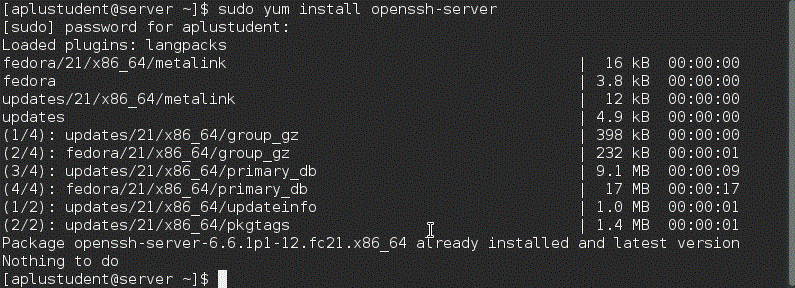 [aplustudent@server ~]$ sudo yum install openssh-server
[sudo] password for aplustudent:
Loaded plugins: langpacks
fedora/21/x86_64/metalink | 16 kB 00:00:00
fedora | 3.8 kB 00:00:00
updates/21/x86_64/metalink | 12 kB 00:00:00
updates | 4.9 kB 00:00:00
(1/4): updates/21/x86_64/group_gz | 398 kB 00:00:00
(2/4): fedora/21/x86_64/group_gz | 232 kB 00:00:01
(3/4): updates/21/x86_64/primary_db | 9.1 MB 00:00:09
(4/4): fedora/21/x86_64/primary_db | 17 MB 00:00:17
(1/2): updates/21/x86_64/updateinfo | 1.0 MB 00:00:01
(2/2): updates/21/x86_64/pkgtags | 1.4 MB 00:00:01
Package openssh-server-6.6.1p1-12.fc21.x86_64 already installed and latest version
Nothing to do
[aplustudent@server ~]$